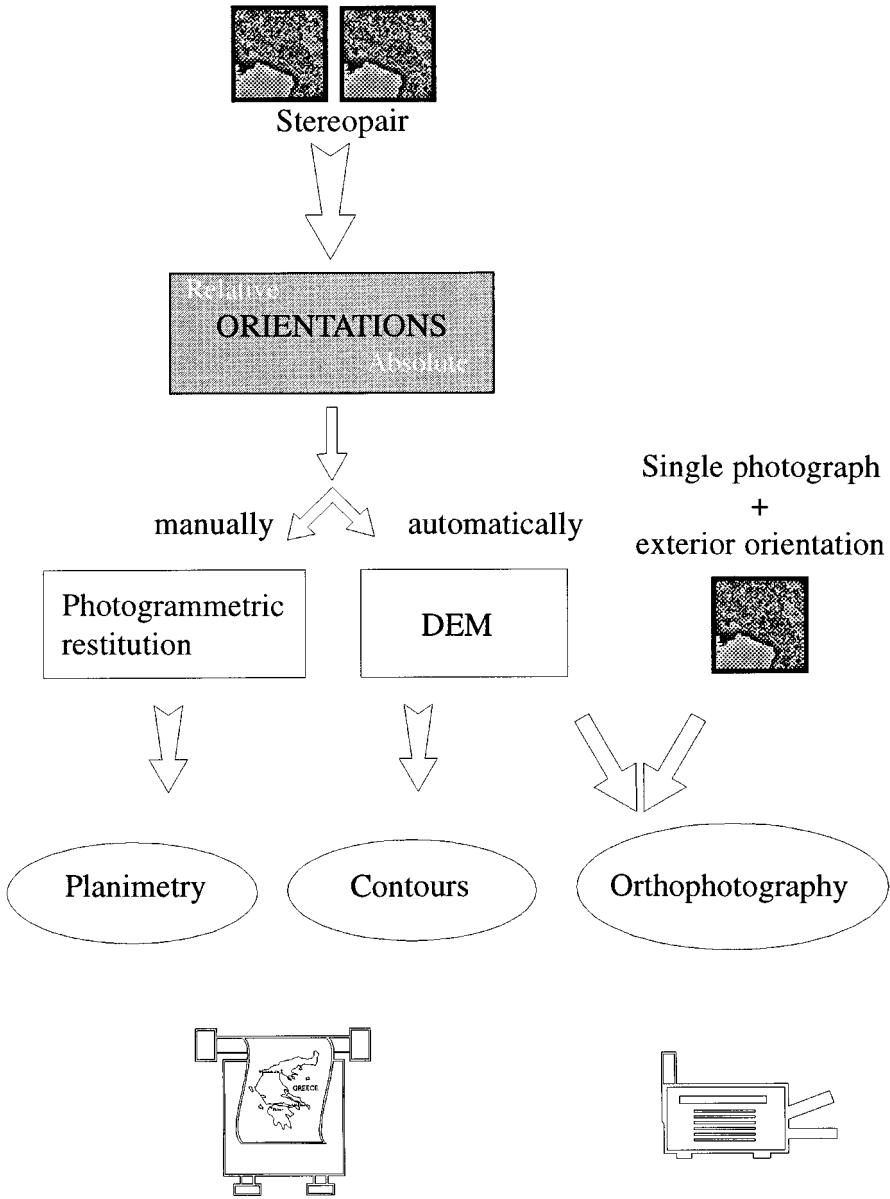 Stereopair
Relative
ORIENTATIONS
Absolute
Single photograph
+
exterior orientation
manually
automatically
Photogrammetric
restitution
DEM
Planimetry
Contours
Orthophotography
GREECE